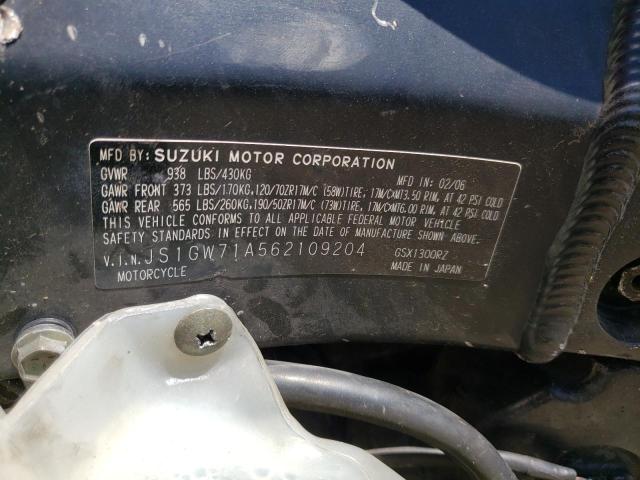 MFD BY: SUZUKI MOTOR CORPORATION
GVWR 938 LBS/430KG MFD IN: 02/06
GAWR FRONT 373 LBS/170KG,120/70ZR17M/C (58W)TIRE, 17M/CXMT3.50 RIM, AT 42 PSI COLD
GAWR REAR 565 LBS/260KG,190/50ZR17M/C (73W)TIRE, 17M/CXMT6.00 RIM, AT 42 PSI COLD
THIS VEHICLE CONFORMS TO ALL APPLICABLE FEDERAL MOTOR VEHICLE
SAFETY STANDARDS IN EFFECT ON THE DATE OF MANUFACTURE SHOWN ABOVE.
V.I.N. JS1GW71A562109204 GSX1300RZ
MOTORCYCLE MADE IN JAPAN